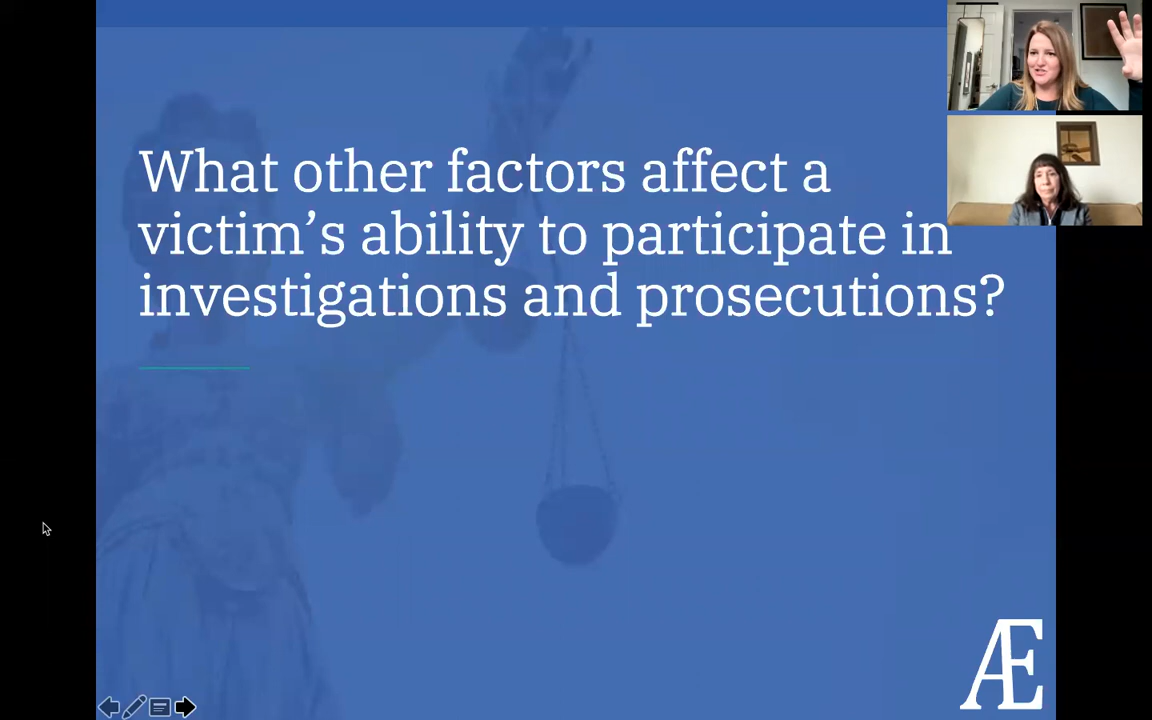 What other factors affect a
victim’s ability to participate in
investigations and prosecutions?
Æ